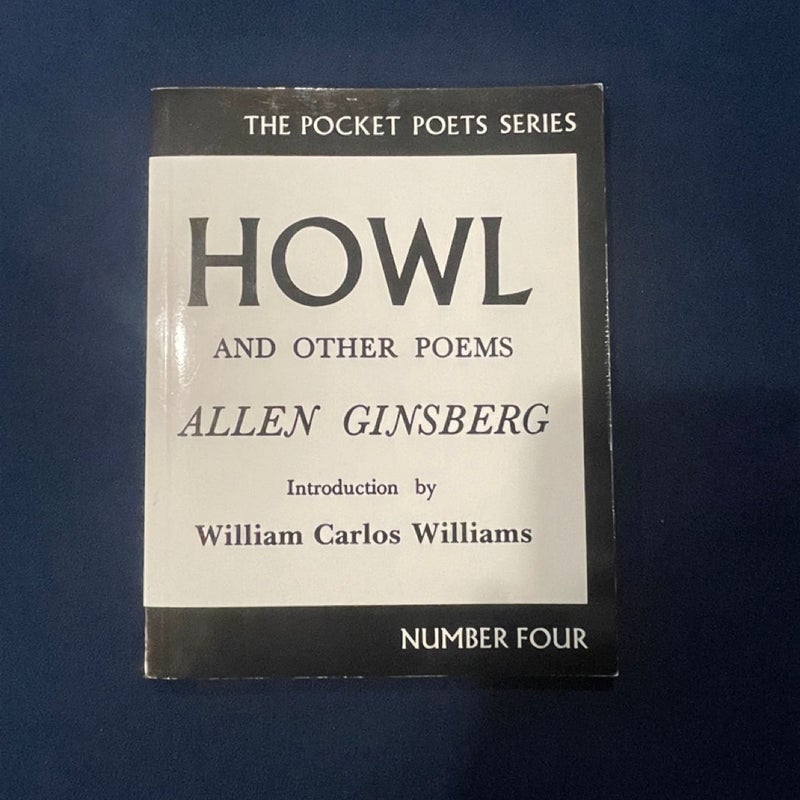 THE POCKET POETS SERIES
HOWL
AND OTHER POEMS
ALLEN GINSBERG
Introduction by
William Carlos Williams
NUMBER FOUR